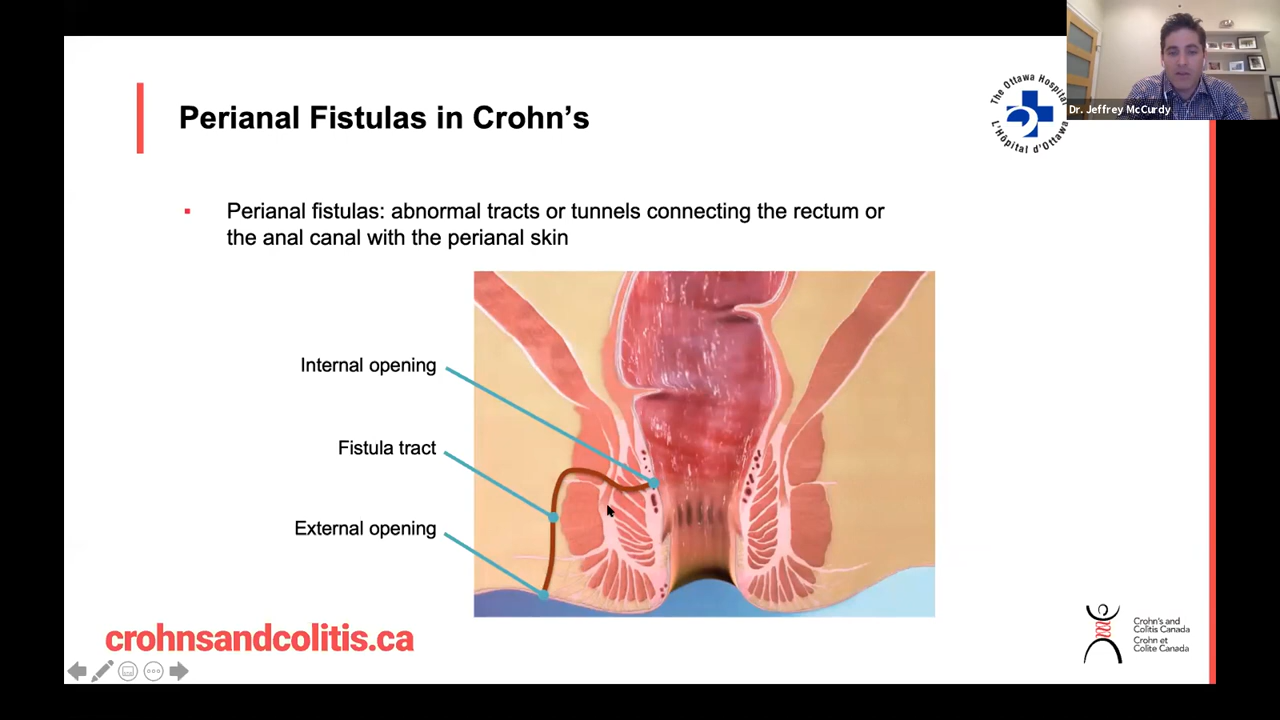 Perianal Fistulas in Crohn's
The Ottawa Hospital
L'Hôpital d'Ottawa
Dr. Jeffrey McCurdy
Perianal fistulas: abnormal tracts or tunnels connecting the rectum or
the anal canal with the perianal skin
Internal opening
Fistula tract
External opening
crohnsandcolitis.ca
Crohn's and
Colitis Canada
Crohn et
Colite Canada